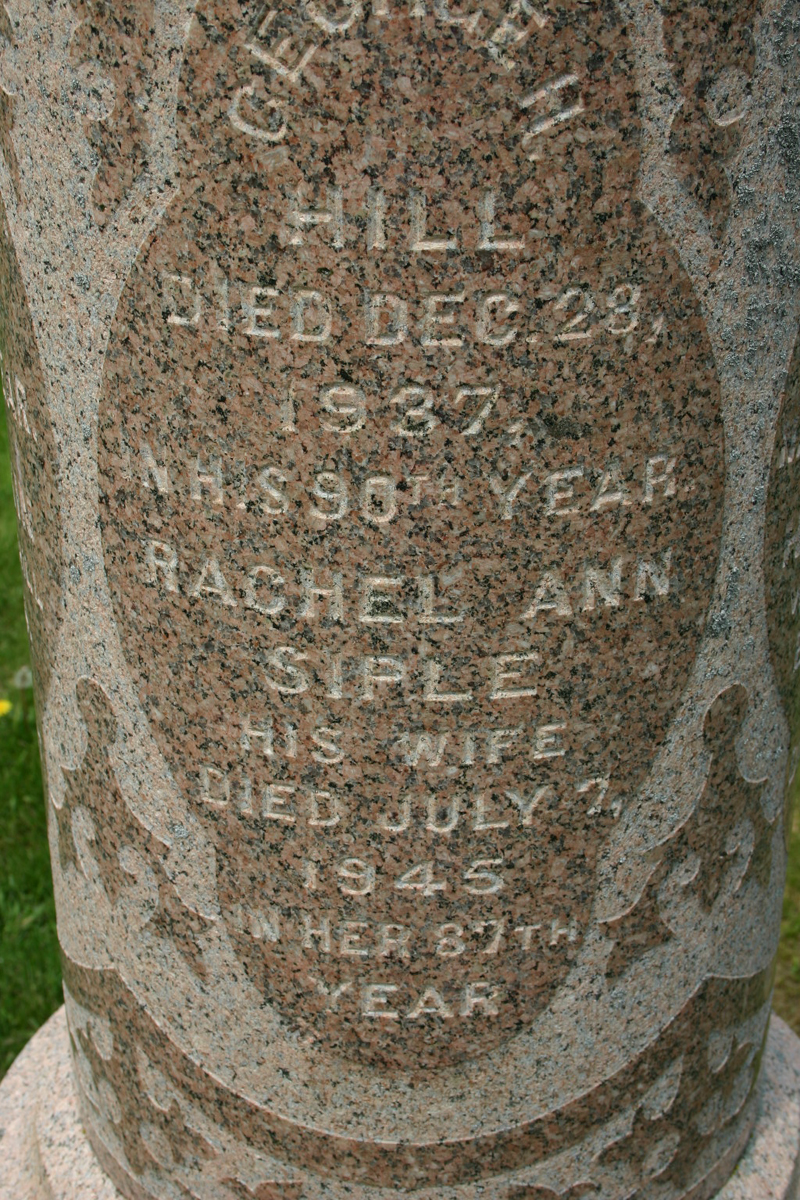 GEORGE H
HILL
DIED DEC. 23,
1937,
IN HIS 90TH YEAR.
RACHEL ANN
SIPLE
HIS WIFE
DIED JULY 7,
1945
IN HER 87TH
YEAR